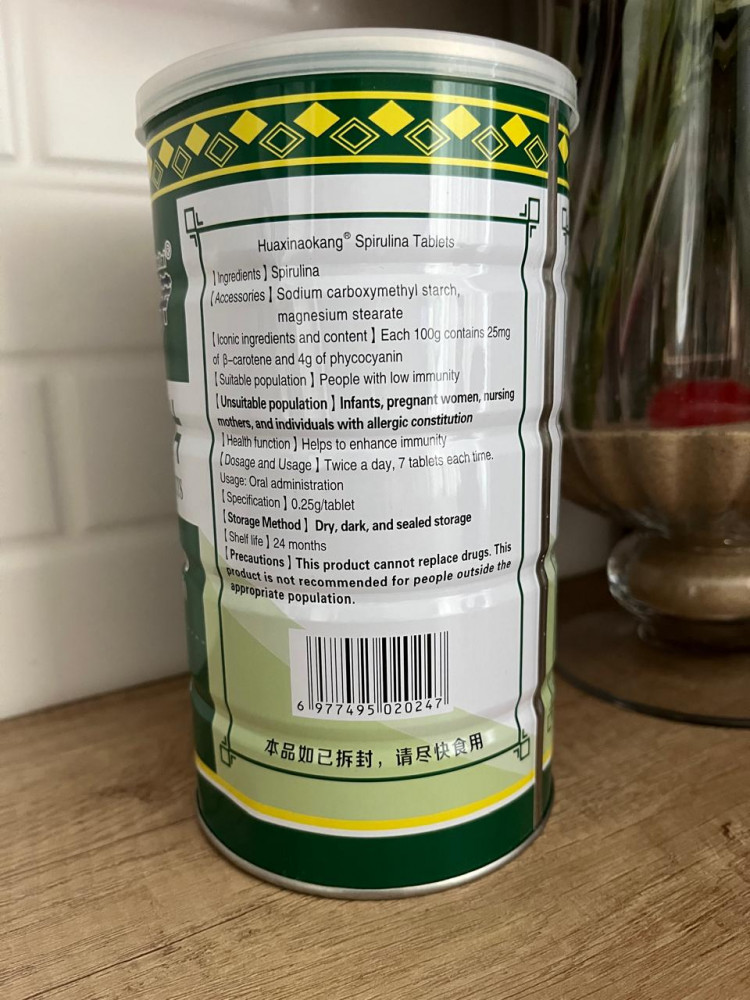 Huaxinaokang® Spirulina Tablets
【Ingredients】Spirulina
【Accessories】Sodium carboxymethyl starch,
magnesium stearate
【Iconic ingredients and content】Each 100g contains 25mg
of β-carotene and 4g of phycocyanin
【Suitable population】People with low immunity
【Unsuitable population】Infants, pregnant women, nursing
mothers, and individuals with allergic constitution
【Health function】Helps to enhance immunity
【Dosage and Usage】Twice a day, 7 tablets each time.
Usage: Oral administration
【Specification】0.25g/tablet
【Storage Method】Dry, dark, and sealed storage
【Shelf life】24 months
【Precautions】This product cannot replace drugs. This
product is not recommended for people outside the
appropriate population.
6 977495 020247
本品如已拆封，请尽快食用